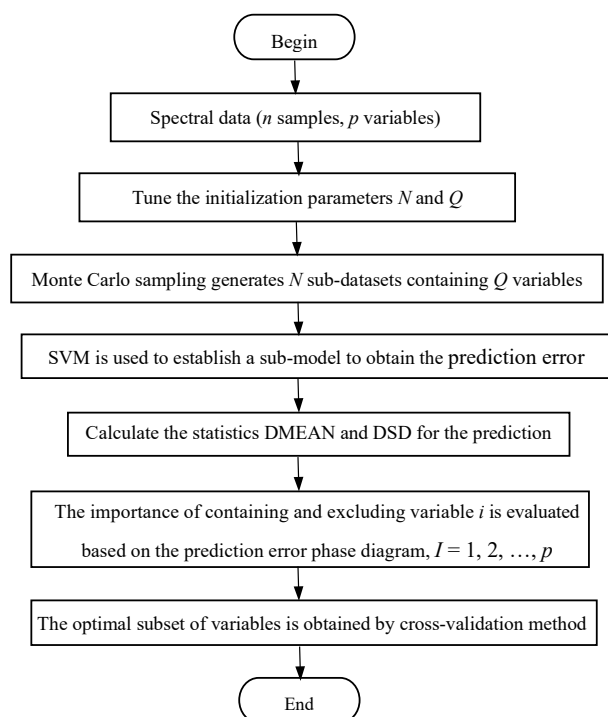 Begin
Spectral data (n samples, p variables)
Tune the initialization parameters N and Q
Monte Carlo sampling generates N sub-datasets containing Q variables
SVM is used to establish a sub-model to obtain the prediction error
Calculate the statistics DMEAN and DSD for the prediction
The importance of containing and excluding variable i is evaluated
based on the prediction error phase diagram, I = 1, 2, …, p
The optimal subset of variables is obtained by cross-validation method
End